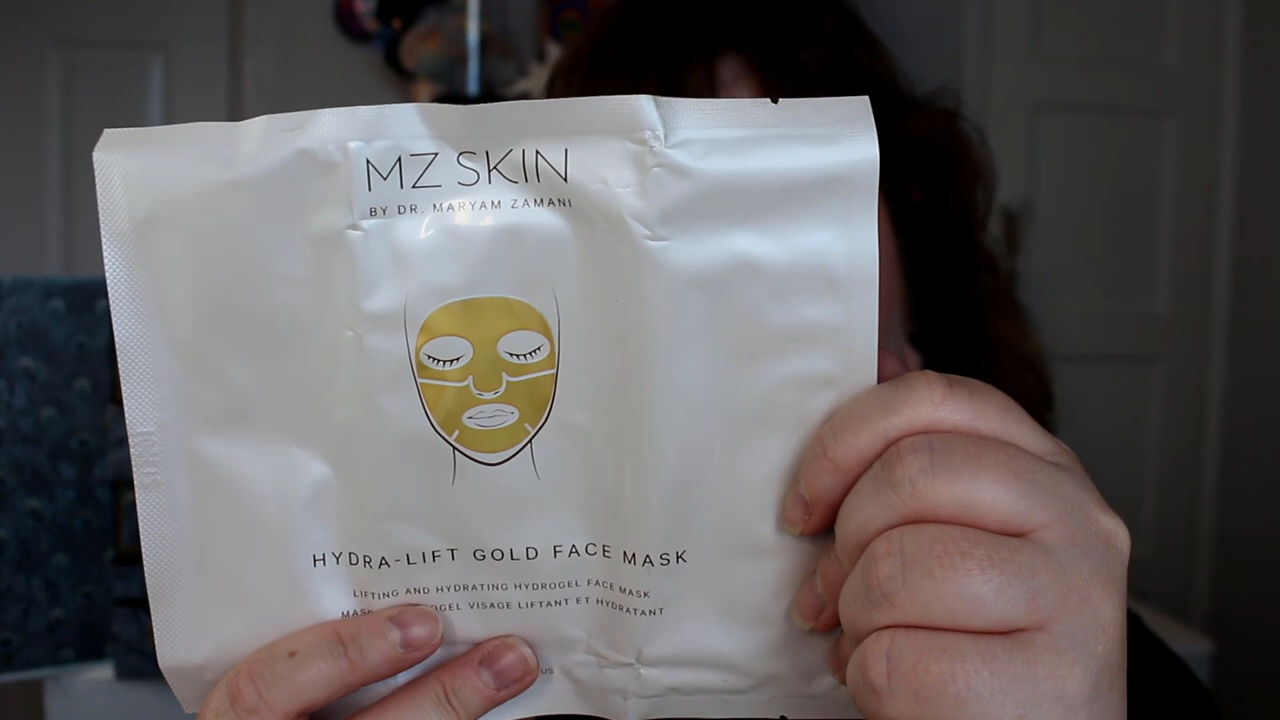 MZ SKIN
BY DR. MARYAM ZAMANI
HYDRA-LIFT GOLD FACE MASK
LIFTING AND HYDRATING HYDROGEL FACE MASK
VISAGE LIFTANT ET HYDRATANT